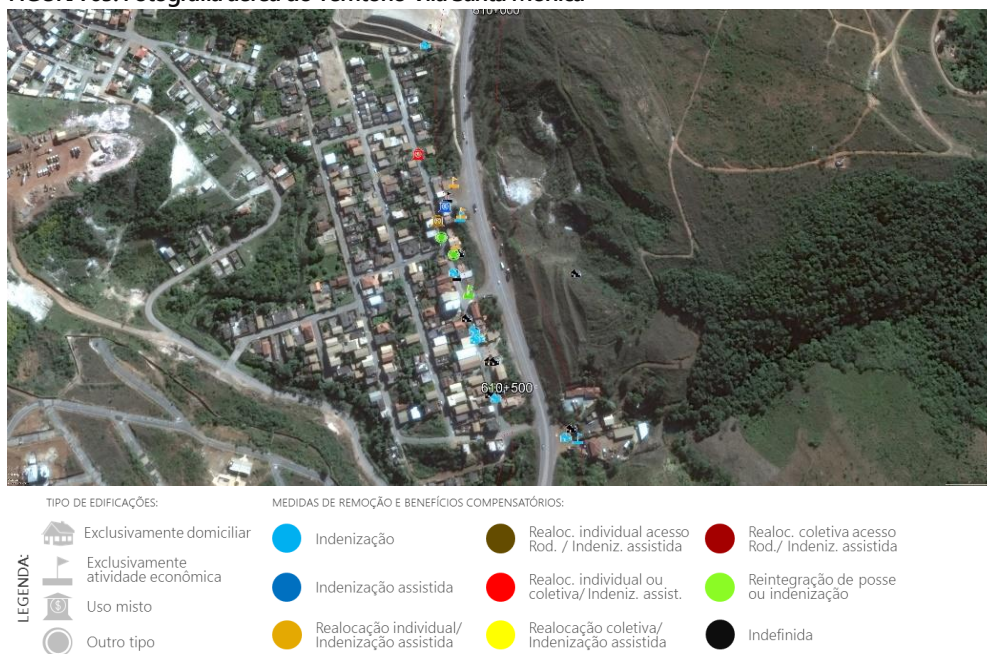 610+000
610+500
TIPO DE EDIFICAÇÕES:
MEDIDAS DE REMOÇÃO E BENEFÍCIOS COMPENSATÓRIOS:
LEGENDA:
Exclusivamente domiciliar
Exclusivamente
atividade econômica
Uso misto
Outro tipo
Indenização
Indenização assistida
Realocação individual/
Indenização assistida
Realoc. individual acesso
Rod. / Indeniz. assistida
Realoc. individual ou
coletiva/ Indeniz. assist.
Realocação coletiva/
Indenização assistida
Realoc. coletiva acesso
Rod./ Indeniz. assistida
Reintegração de posse
ou indenização
Indefinida